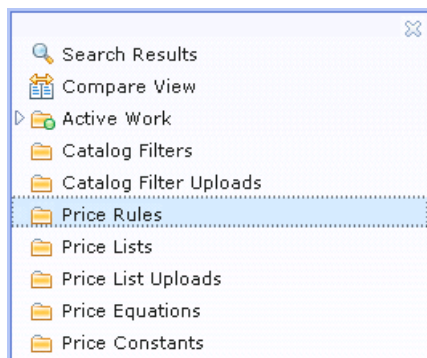 Search Results
Compare View
Active Work
Catalog Filters
Catalog Filter Uploads
Price Rules
Price Lists
Price List Uploads
Price Equations
Price Constants